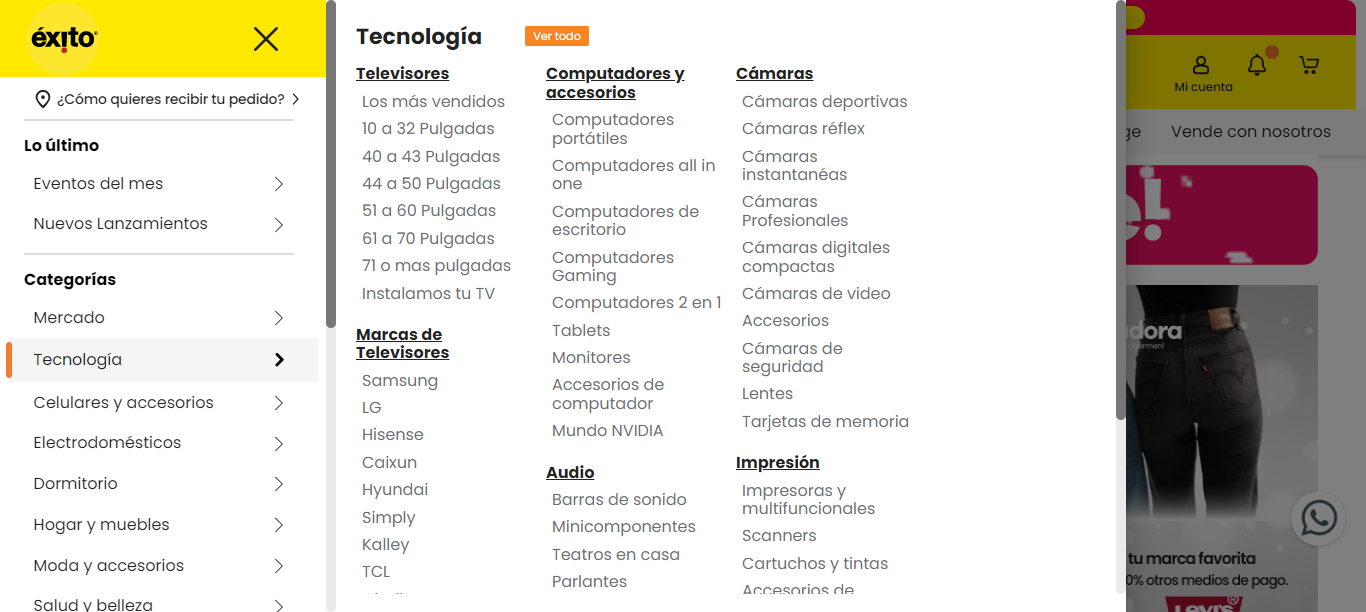 éxito
¿Cómo quieres recibir tu pedido?
Lo último
Eventos del mes
Nuevos Lanzamientos
Categorías
Mercado
Tecnología
Celulares y accesorios
Electrodomésticos
Dormitorio
Hogar y muebles
Moda y accesorios
Salud y belleza
Tecnología
Ver todo
Televisores
Los más vendidos
10 a 32 Pulgadas
40 a 43 Pulgadas
44 a 50 Pulgadas
51 a 60 Pulgadas
61 a 70 Pulgadas
71 o mas pulgadas
Instalamos tu TV
Marcas de
Televisores
Samsung
LG
Hisense
Caixun
Hyundai
Simply
Kalley
TCL
Computadores y
accesorios
Computadores
portátiles
Computadores all in
one
Computadores de
escritorio
Computadores
Gaming
Computadores 2 en 1
Tablets
Monitores
Accesorios de
computador
Mundo NVIDIA
Audio
Barras de sonido
Minicomponentes
Teatros en casa
Parlantes
Cámaras
Cámaras deportivas
Cámaras réflex
Cámaras
instantanéas
Cámaras
Profesionales
Cámaras digitales
compactas
Cámaras de video
Accesorios
Cámaras de
seguridad
Lentes
Tarjetas de memoria
Impresión
Impresoras y
multifuncionales
Scanners
Cartuchos y tintas
Accesorios de
Mi cuenta
ge
Vende con nosotros
e!
adora
uermen!
tu marca favorita
0% otros medios de pago.
Levi's®